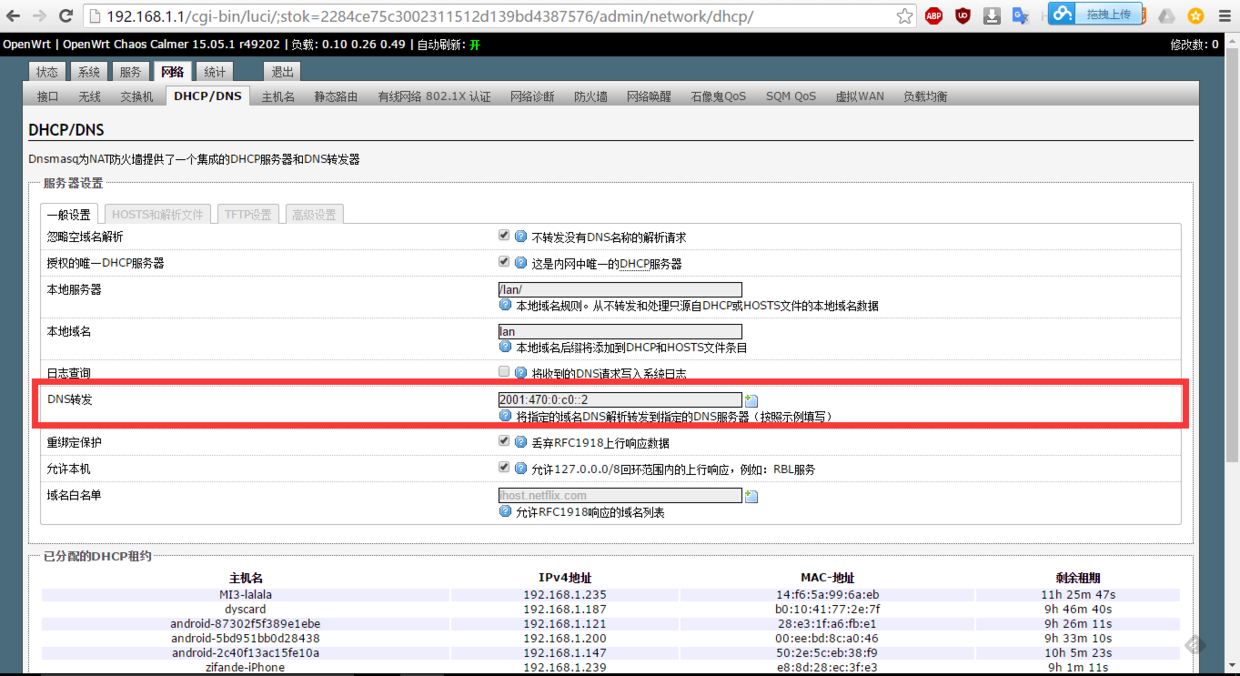 192.168.1.1/cgi-bin/luci/;stok=2284ce75c3002311512d139bd4387576/admin/network/dhcp/
ABP
拖拽上传
OpenWrt | OpenWrt Chaos Calmer 15.05.1 r49202 | 负载: 0.10 0.26 0.49 | 自动刷新: 开
修改数: 0
状态 系统 服务 网络 统计 退出
接口 无线 交换机 DHCP/DNS 主机名 静态路由 有线网络 802.1X 认证 网络诊断 防火墙 网络唤醒 石像鬼QoS SQM QoS 虚拟WAN 负载均衡
DHCP/DNS
Dnsmasq为NAT防火墙提供了一个集成的DHCP服务器和DNS转发器
服务器设置
一般设置 HOSTS和解析文件 TFTP设置 高级设置
忽略空域名解析 不转发没有DNS名称的解析请求
授权的唯一DHCP服务器 这是内网中唯一的DHCP服务器
本地服务器 /lan/
本地域名规则。从不转发和处理只源自DHCP或HOSTS文件的本地域名数据
本地域名 lan
本地域名后缀将添加到DHCP和HOSTS文件条目
日志查询 将收到的DNS请求写入系统日志
DNS转发 2001:470:0:c0::2
将指定的域名DNS解析转发到指定的DNS服务器（按照示例填写）
重绑定保护 丢弃RFC1918上行响应数据
允许本机 允许127.0.0.0/8回环范围内的上行响应，例如：RBL服务
域名白名单 ihost.netflix.com
允许RFC1918响应的域名列表
已分配的DHCP租约
主机名 IPv4地址 MAC-地址 剩余租期
MI3-lalala 192.168.1.235 14:f6:5a:99:6a:eb 11h 25m 47s
dyscard 192.168.1.187 b0:10:41:77:2e:7f 9h 46m 40s
android-87302f5f389e1ebe 192.168.1.121 28:e3:1f:a6:fb:e1 9h 26m 11s
android-5bd951bb0d28438 192.168.1.200 00:ee:bd:8c:a0:46 9h 33m 10s
android-2c40f13ac15fe10a 192.168.1.147 50:2e:5c:eb:38:f9 10h 5m 23s
zifande-iPhone 192.168.1.239 e8:8d:28:ec:3f:e3 9h 1m 11s